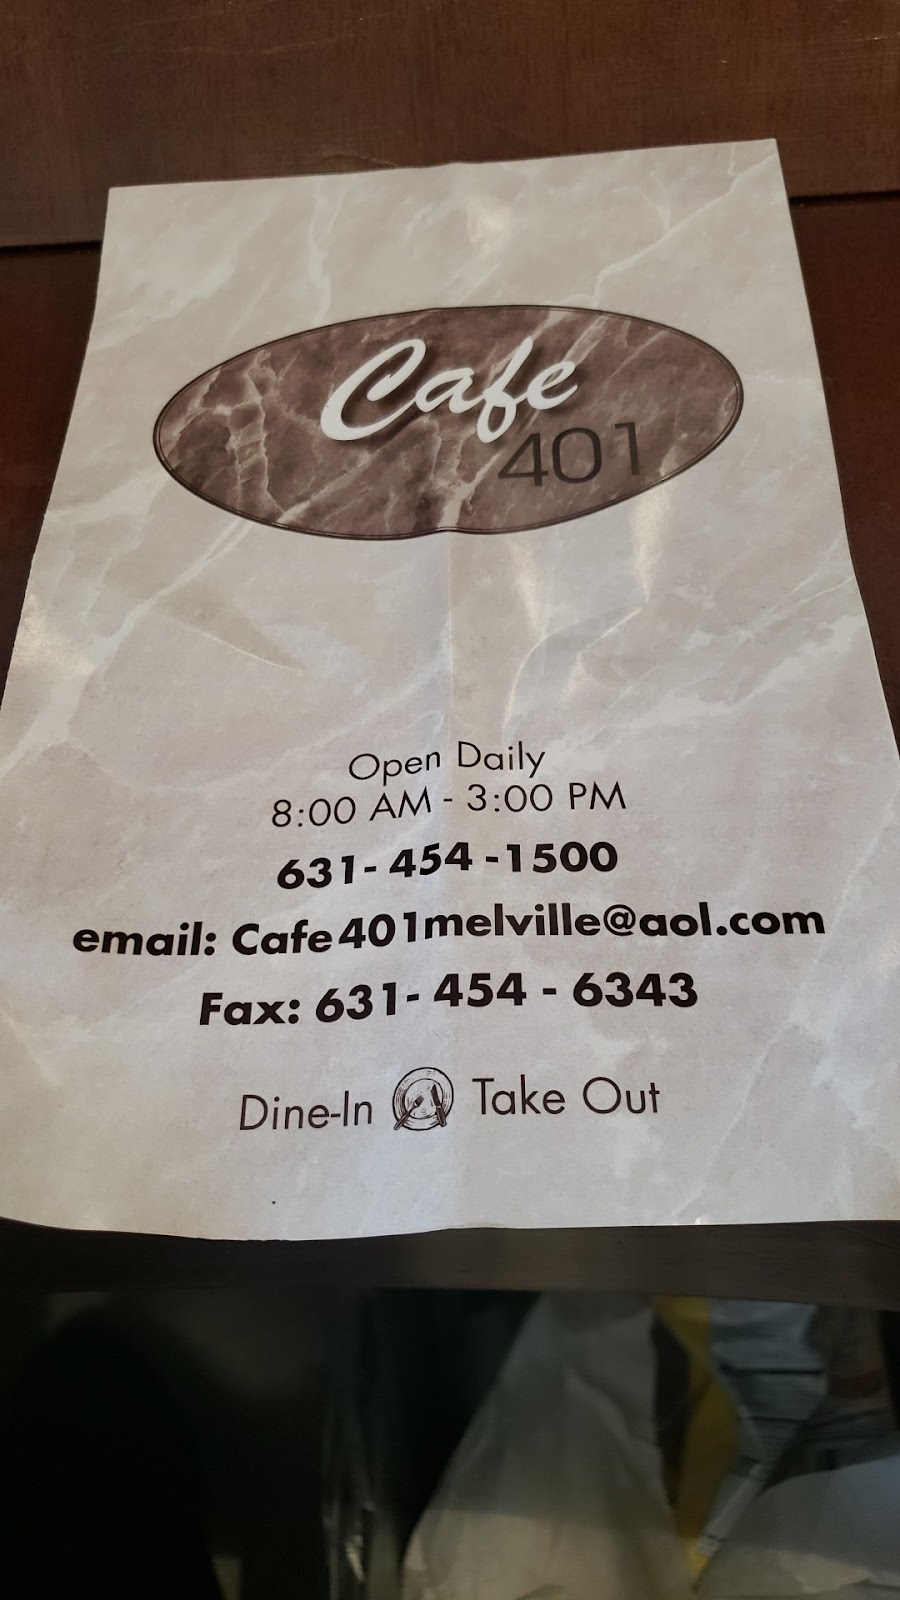 Cafe
401
Open Daily
8:00 AM - 3:00 PM
631-454-1500
email: Cafe401melville@aol.com
Fax: 631-454-6343
Dine-In Take Out